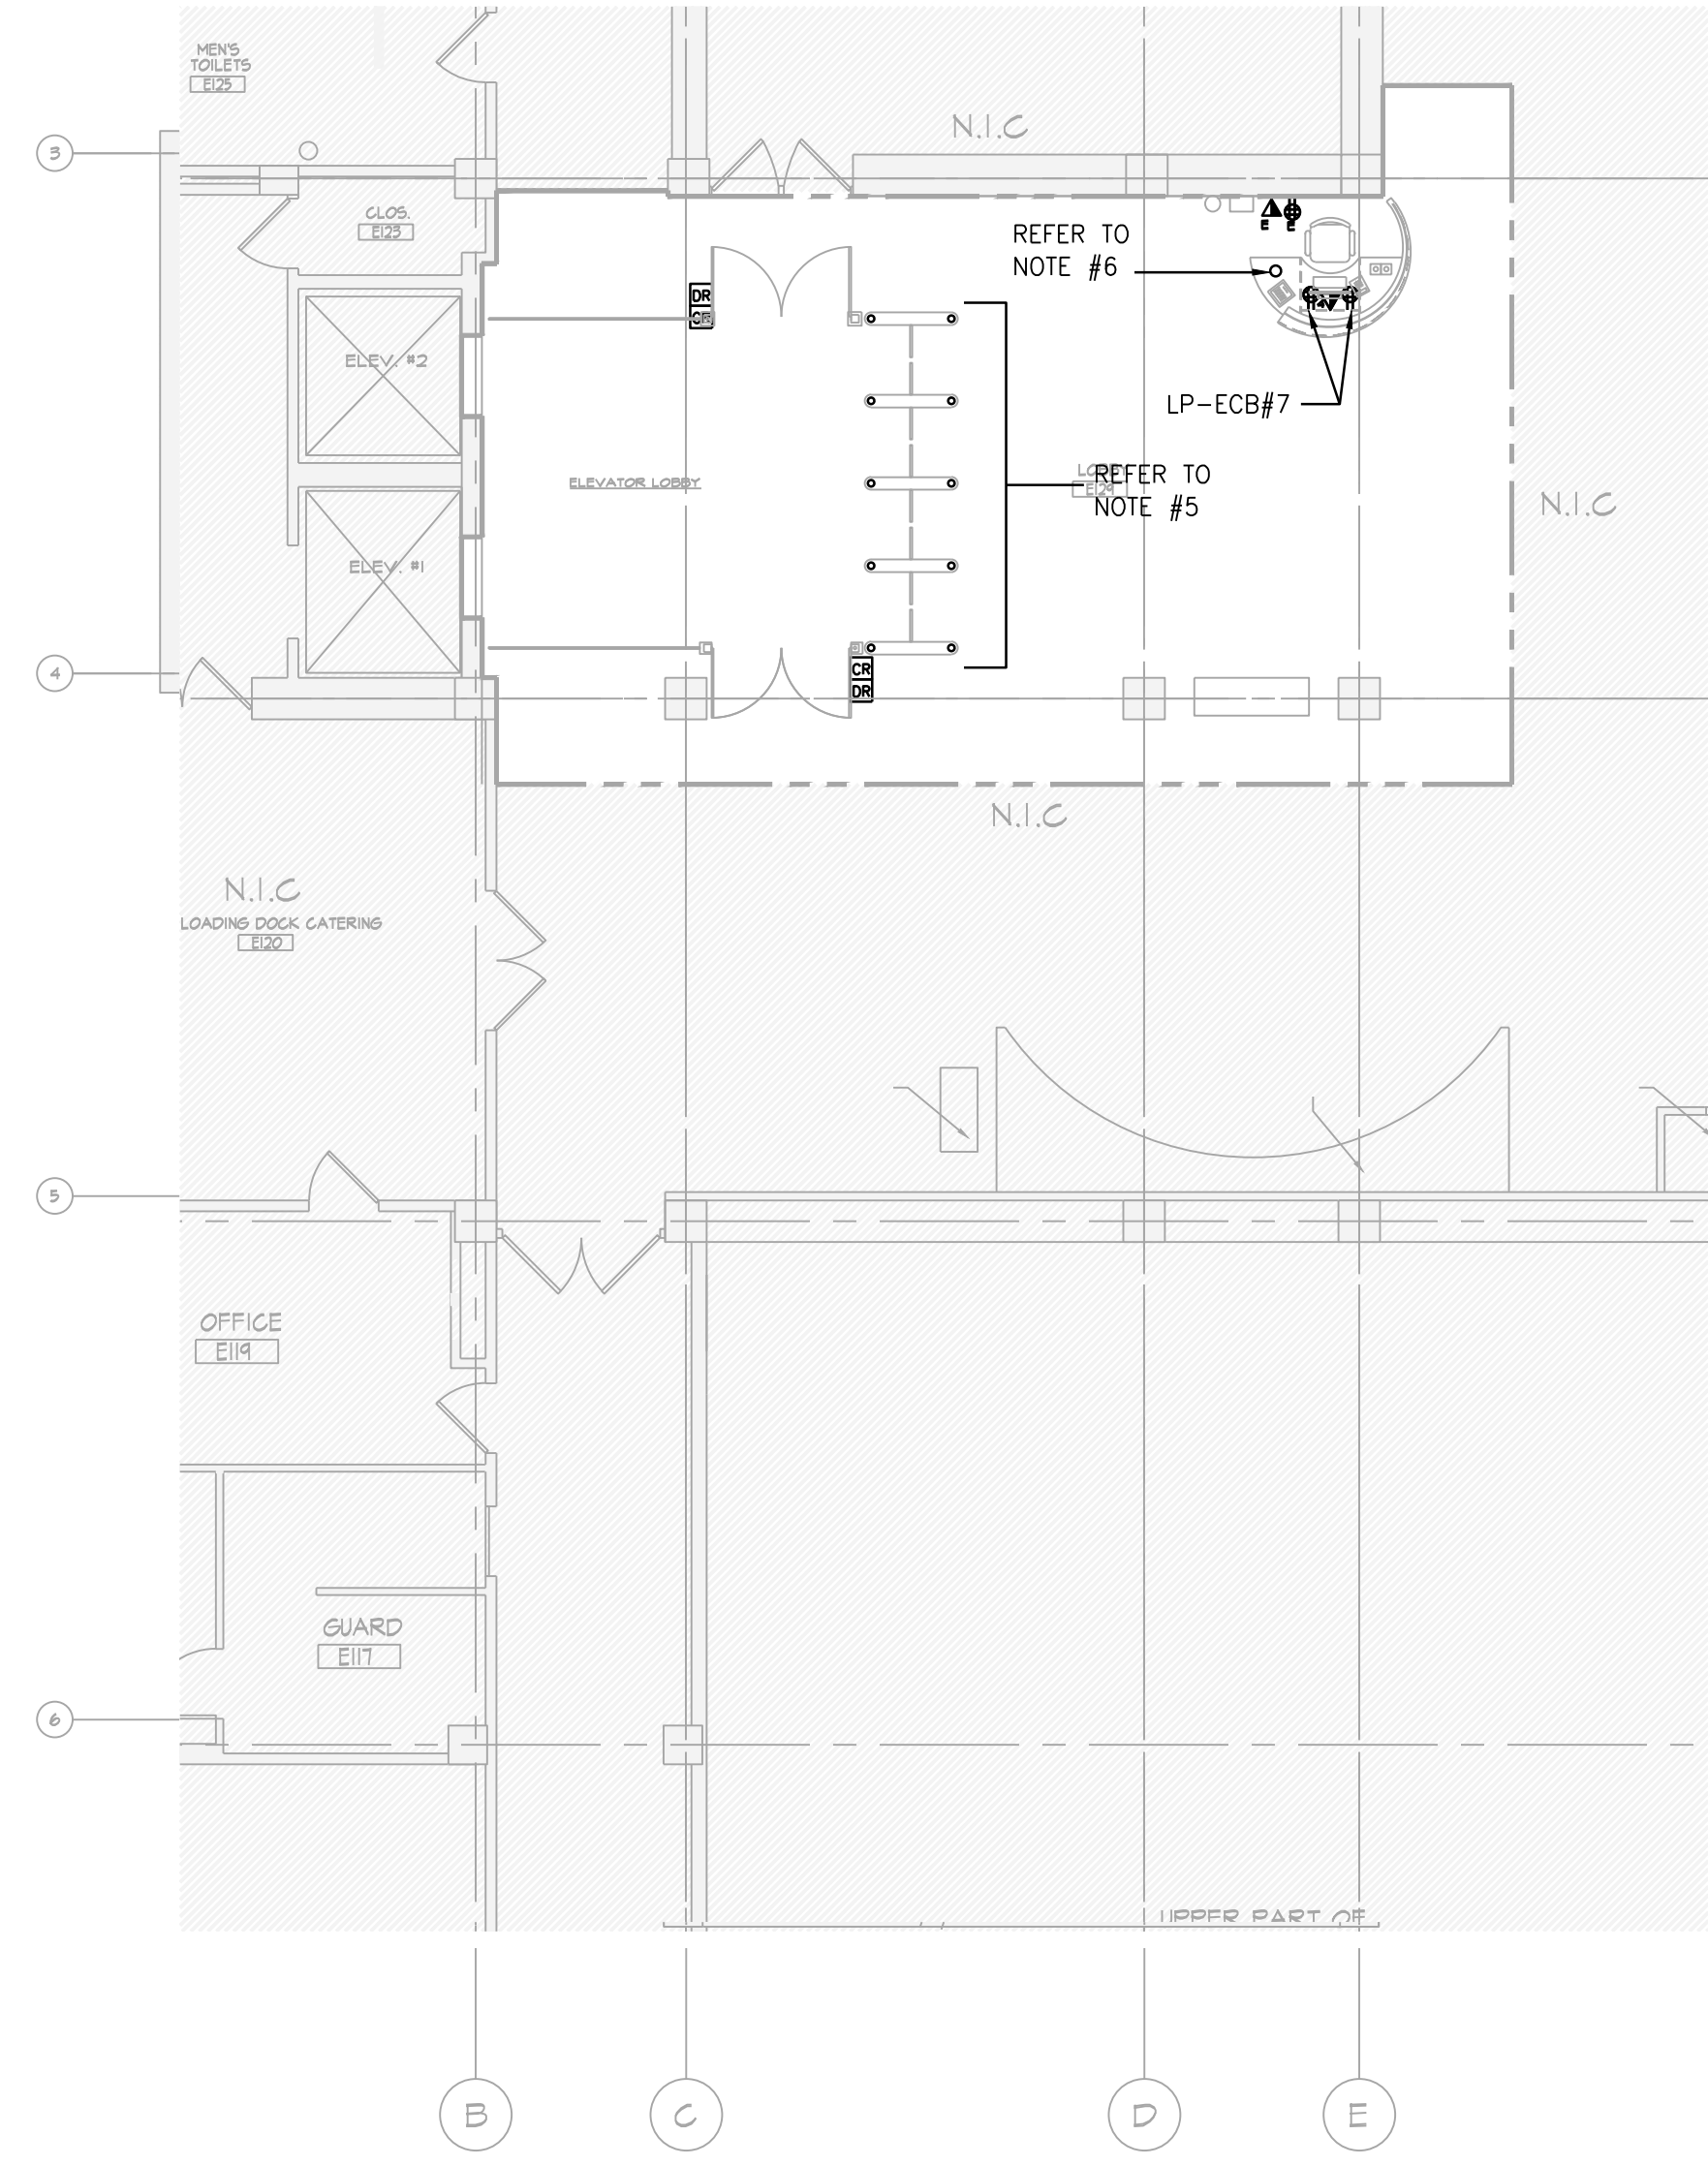 MEN'S
TOILETS
E125
3
N.I.C
CLOS.
E123
REFER TO
NOTE #6
E
E
DR
CR
ELEV. #2
LP-ECB#7
ELEVATOR LOBBY
LOBBY
E129
REFER TO
NOTE #5
N.I.C
ELEV. #1
4
CR
DR
N.I.C
N.I.C
LOADING DOCK CATERING
E120
5
OFFICE
E119
GUARD
E117
6
UPPER PART OF
B
C
D
E